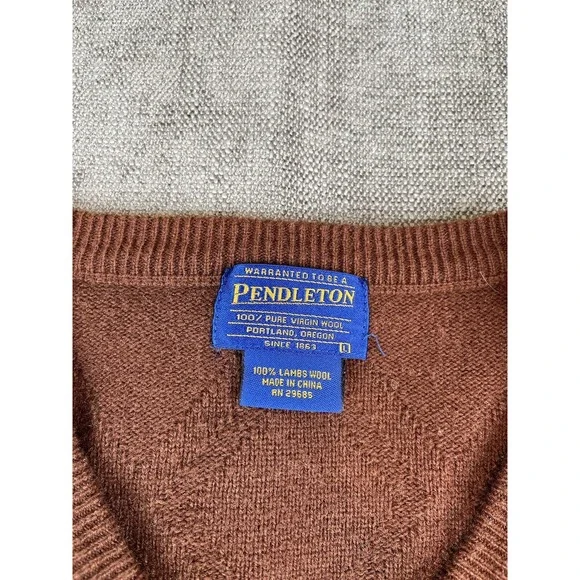 WARRANTED TO BE A
PENDLETON
100% PURE VIRGIN WOOL
PORTLAND, OREGON
SINCE 1863 L
100% LAMBS WOOL
MADE IN CHINA
RN 29685